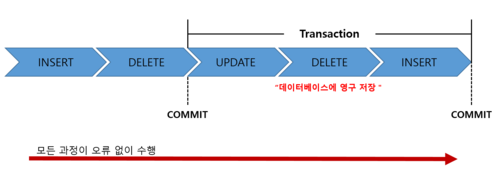 Transaction
INSERT DELETE UPDATE DELETE INSERT
"데이터베이스에 영구 저장 "
COMMIT COMMIT
모든 과정이 오류 없이 수행